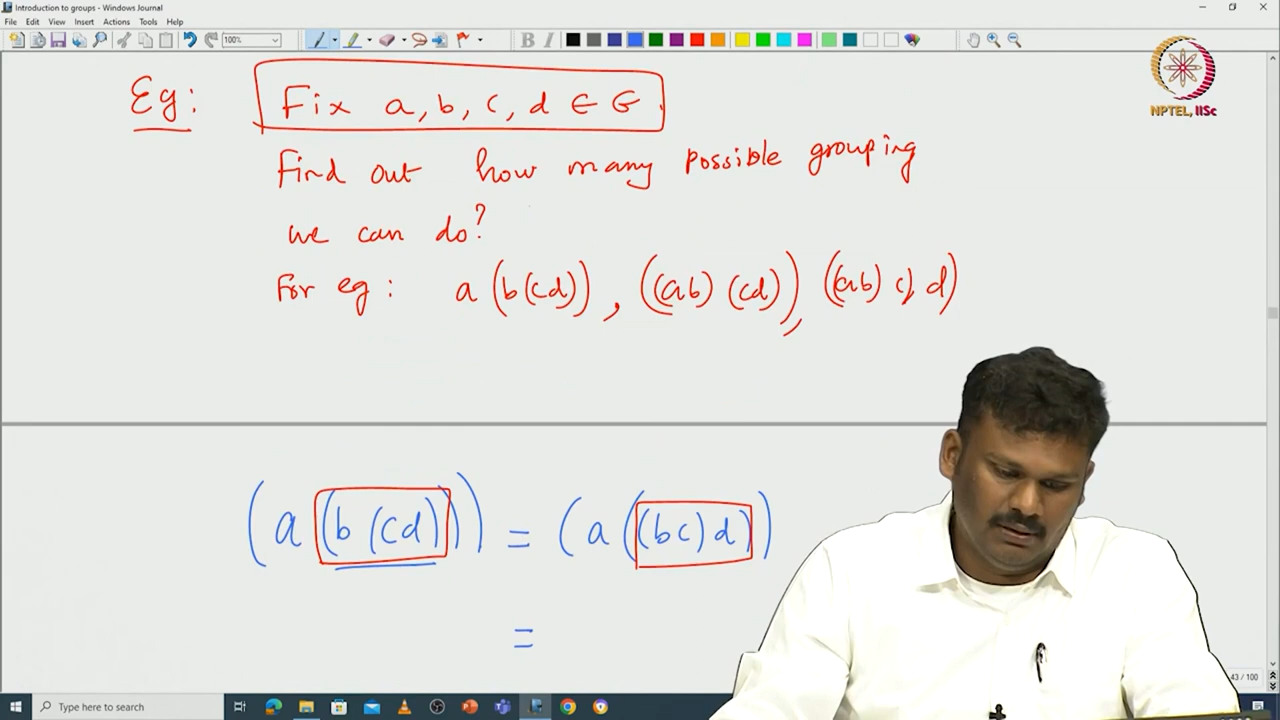 Introduction to groups - Windows Journal
File Edit View Insert Actions Tools Help
100%
B I
NPTEL, IISc
Eg: Fix a, b, c, d ∈ G.
Find out how many possible grouping
we can do?
For eg: a (b(cd)), ((ab) (cd)), ((ab) c) d)
(a (b (cd))) = (a ((bc) d))
=
43 / 100
Type here to search